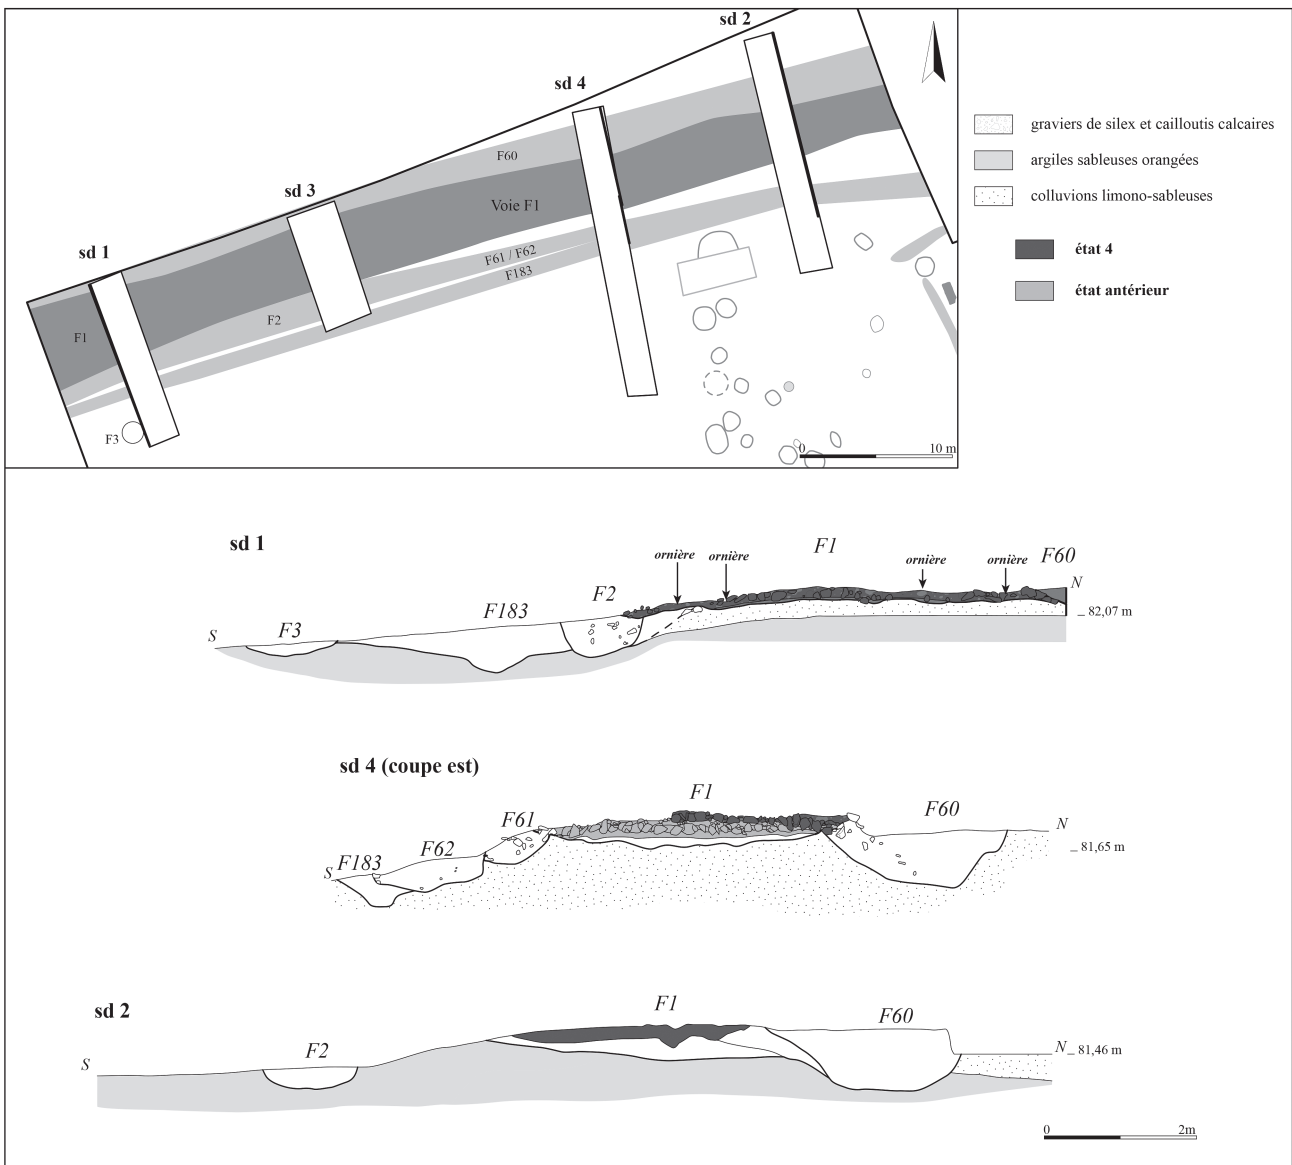 sd 2
sd 4
sd 3
sd 1
F60
Voie F1
F61 / F62
F183
F2
F1
F3
0 10 m
graviers de silex et cailloutis calcaires
argiles sableuses orangées
colluvions limono-sableuses
état 4
état antérieur
sd 1
F1
ornière ornière ornière ornière F60
N
F2
82,07 m
F183
F3
S
sd 4 (coupe est)
F1
F60
F61
N
81,65 m
F62
F183
S
sd 2
F1
F60
F2
N 81,46 m
S
0 2m